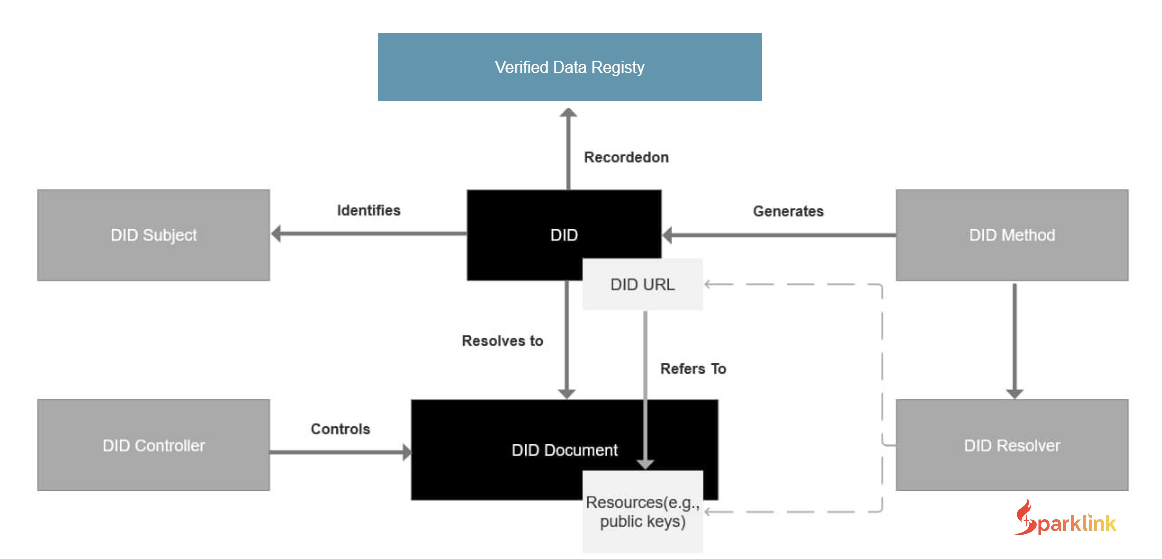 Verified Data Registy
Recordedon
Identifies
Generates
DID Subject
DID
DID Method
DID URL
Resolves to
Refers To
Controls
DID Controller
DID Document
DID Resolver
Resources(e.g.,
public keys)
Sparklink